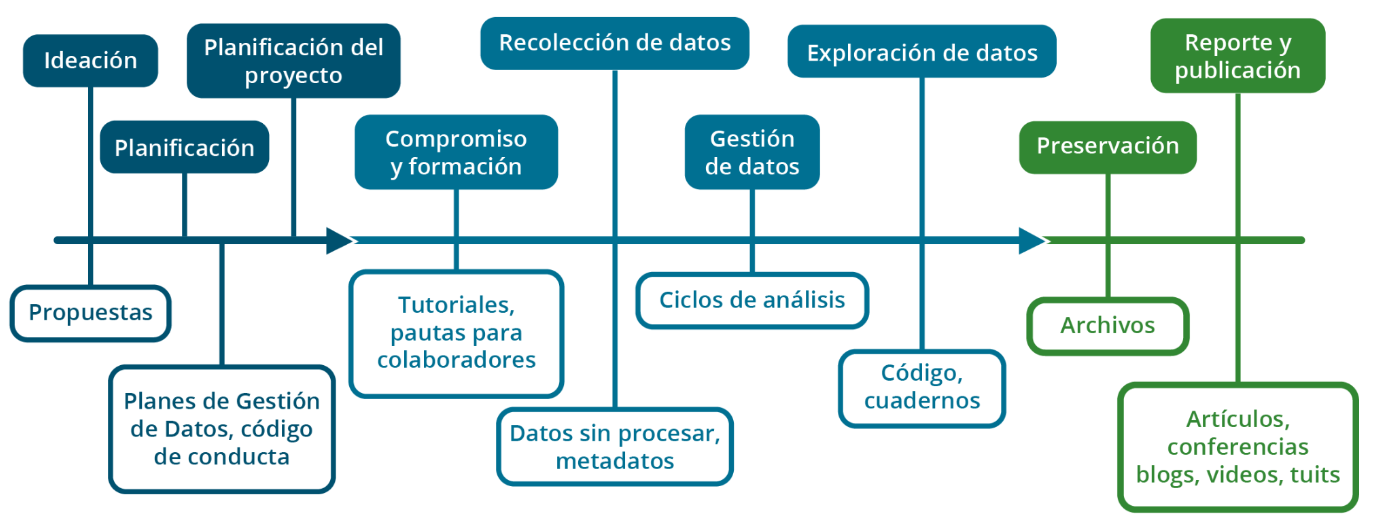 Ideación
Planificación del
proyecto
Planificación
Recolección de datos
Exploración de datos
Reporte y
publicación
Compromiso
y formación
Gestión
de datos
Preservación
Propuestas
Planes de Gestión
de Datos, código
de conducta
Tutoriales,
pautas para
colaboradores
Datos sin procesar,
metadatos
Ciclos de análisis
Código,
cuadernos
Archivos
Artículos,
conferencias
blogs, videos, tuits